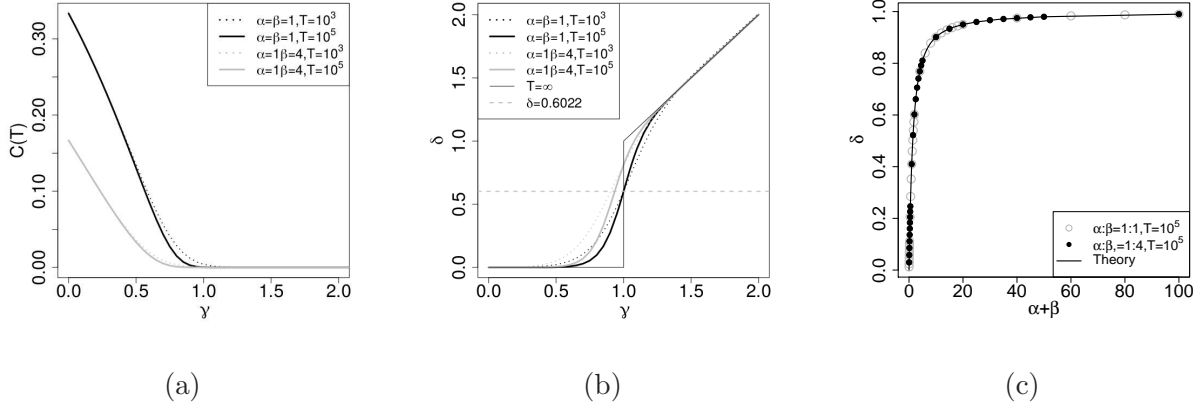 C(T)
0.00 0.10 0.20 0.30
0.0 0.5 1.0 1.5 2.0
γ
α=β=1,T=10³
α=β=1,T=10⁵
α=1β=4,T=10³
α=1β=4,T=10⁵
(a)
δ
0.0 0.5 1.0 1.5 2.0
0.0 0.5 1.0 1.5 2.0
γ
α=β=1,T=10³
α=β=1,T=10⁵
α=1β=4,T=10³
α=1β=4,T=10⁵
T=∞
δ=0.6022
(b)
δ
0.0 0.2 0.4 0.6 0.8 1.0
0 20 40 60 80 100
α+β
α:β=1:1,T=10⁵
α:β,=1:4,T=10⁵
Theory
(c)